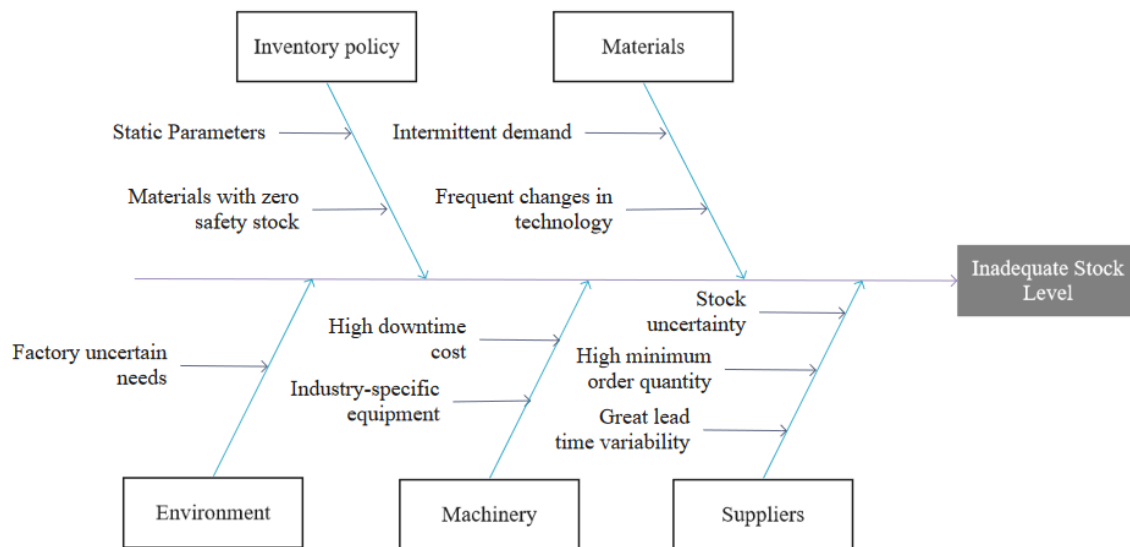 Inventory policy
Materials
Static Parameters
Intermittent demand
Materials with zero
safety stock
Frequent changes in
technology
Inadequate Stock
Level
Stock
uncertainty
High downtime
cost
Factory uncertain
needs
High minimum
order quantity
Industry-specific
equipment
Great lead
time variability
Environment
Machinery
Suppliers